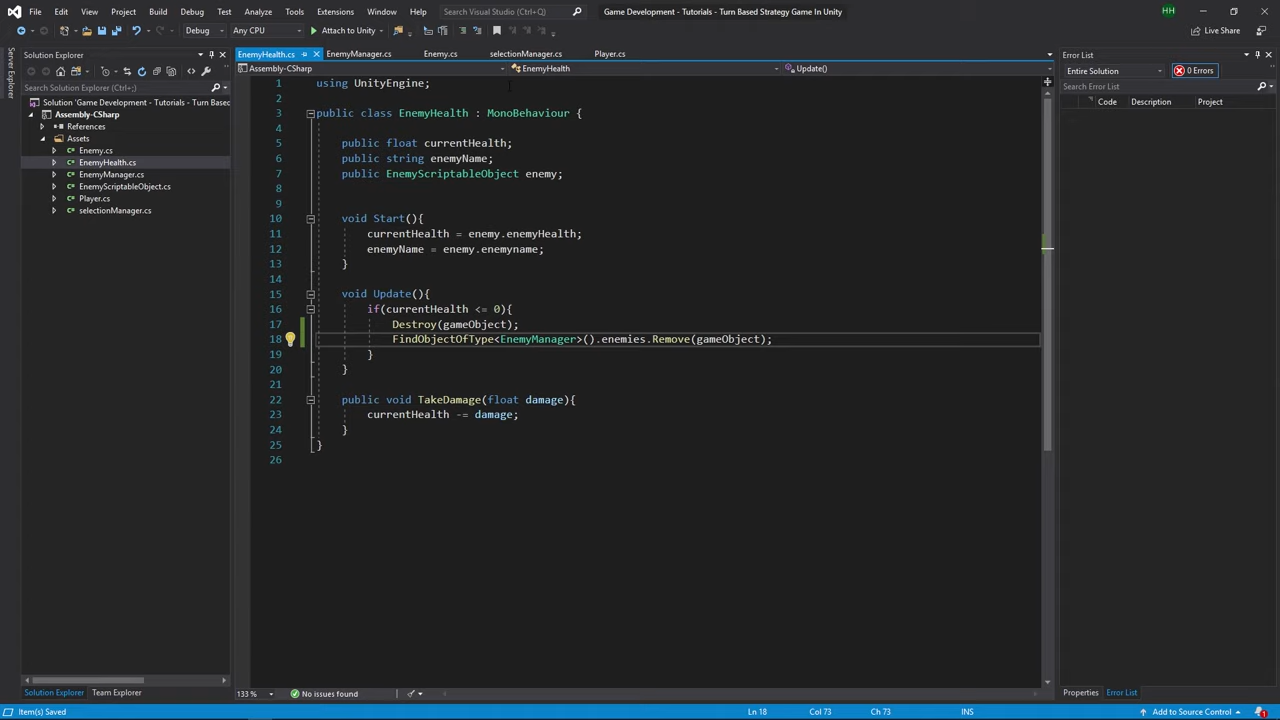 File Edit View Project Build Debug Test Analyze Tools Extensions Window Help Search Visual Studio (Ctrl+Q) Game Development - Tutorials - Turn Based Strategy Game In Unity HH
Debug Any CPU Attach to Unity Live Share
Server Explorer
Solution Explorer
Search Solution Explorer (Ctrl+;)
Solution 'Game Development - Tutorials - Turn Based
Assembly-CSharp
References
Assets
Enemy.cs
EnemyHealth.cs
EnemyManager.cs
EnemyScriptableObject.cs
Player.cs
selectionManager.cs
Solution Explorer Team Explorer
EnemyHealth.cs EnemyManager.cs Enemy.cs selectionManager.cs Player.cs
Assembly-CSharp EnemyHealth Update()
1 using UnityEngine;
2
3 public class EnemyHealth : MonoBehaviour {
4
5 public float currentHealth;
6 public string enemyName;
7 public EnemyScriptableObject enemy;
8
9
10 void Start(){
11 currentHealth = enemy.enemyHealth;
12 enemyName = enemy.enemyname;
13 }
14
15 void Update(){
16 if(currentHealth <= 0){
17 Destroy(gameObject);
18 FindObjectOfType<EnemyManager>().enemies.Remove(gameObject);
19 }
20 }
21
22 public void TakeDamage(float damage){
23 currentHealth -= damage;
24 }
25 }
26
133 % No issues found
Error List
Entire Solution 0 Errors
Search Error List
Code Description Project
Properties Error List
Item(s) Saved Ln 18 Col 73 Ch 73 INS Add to Source Control 1